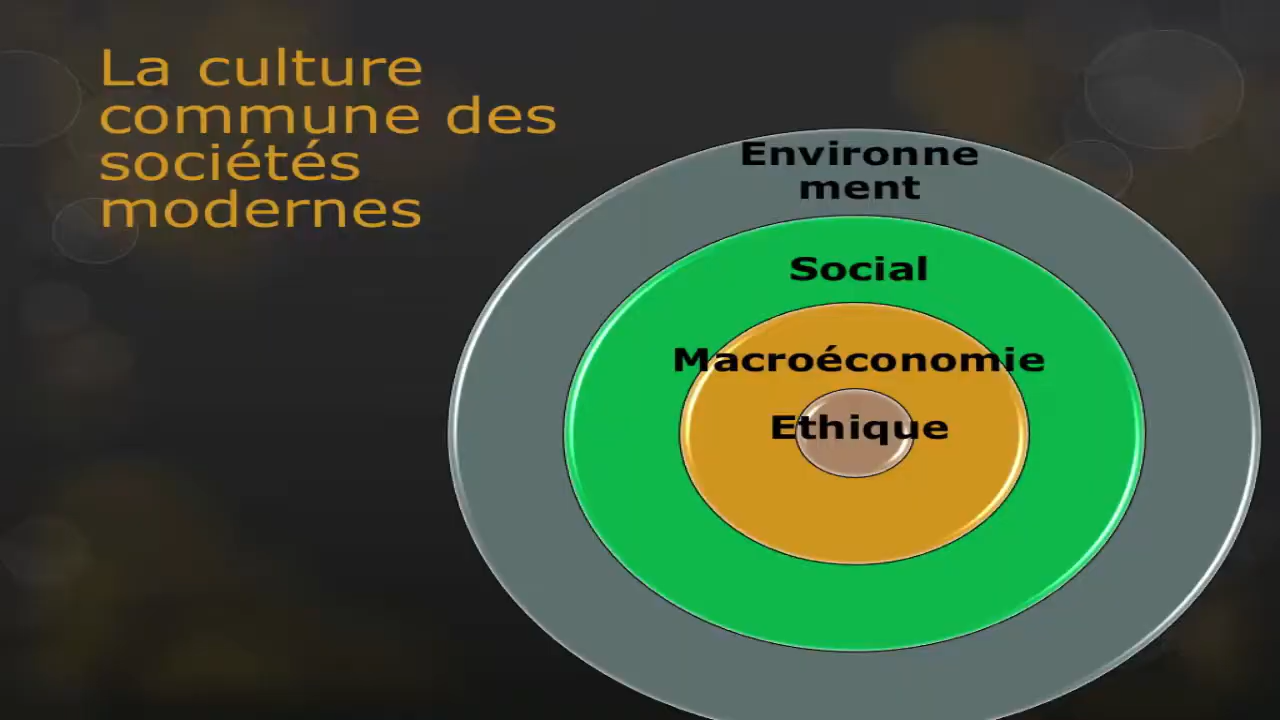 La culture
commune des
sociétés
modernes
Environne
ment
Social
Macroéconomie
Ethique